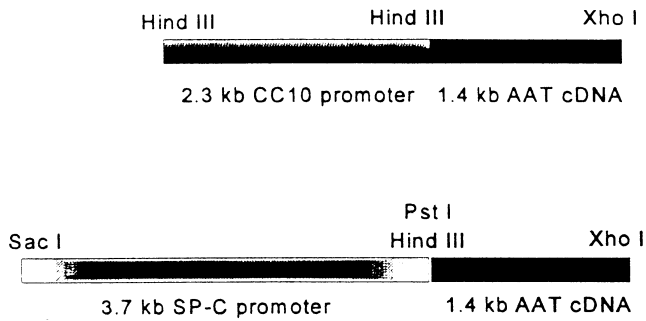 Hind III Hind III Xho I
2.3 kb CC10 promoter 1.4 kb AAT cDNA
Pst I
Sac I Hind III Xho I
3.7 kb SP-C promoter 1.4 kb AAT cDNA